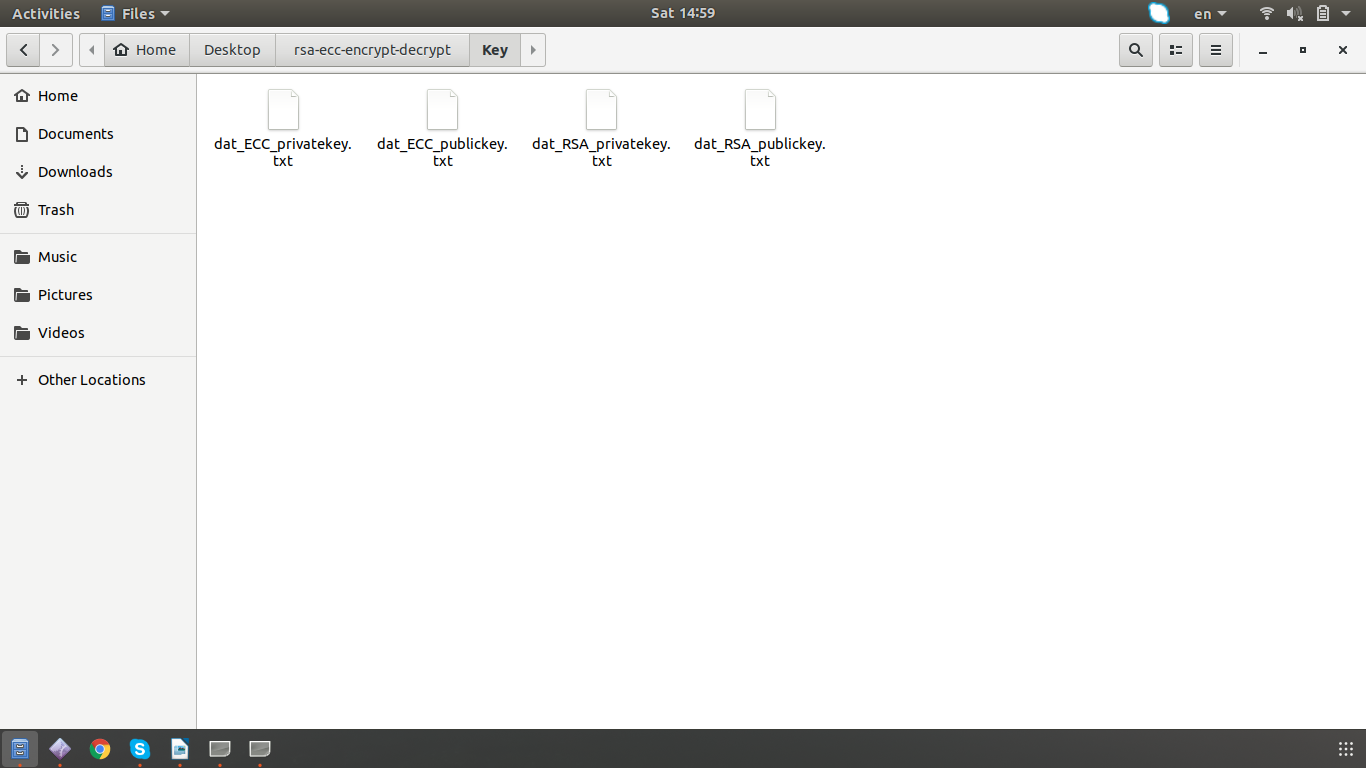 Activities Files Sat 14:59 en
Home Desktop rsa-ecc-encrypt-decrypt Key
Home
Documents
Downloads
Trash
Music
Pictures
Videos
Other Locations
dat_ECC_privatekey.
txt
dat_ECC_publickey.
txt
dat_RSA_privatekey.
txt
dat_RSA_publickey.
txt